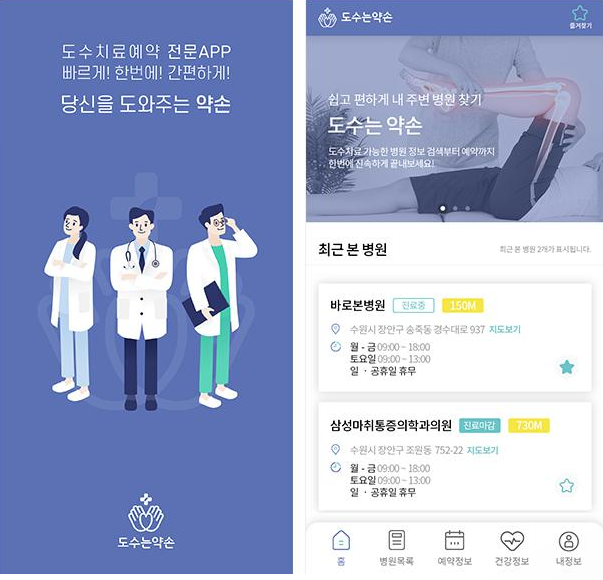 도수치료예약 전문APP
빠르게! 한번에! 간편하게!
당신을 도와주는 약손
도수는약손
도수는약손
즐겨찾기
쉽고 편하게 내 주변 병원 찾기
도수는 약손
도수치료 가능한 병원 정보 검색부터 예약까지
한번에 신속하게 끝내보세요!
최근 본 병원
최근 본 병원 2개가 표시됩니다.
바로본병원 진료중 150M
수원시 장안구 송죽동 경수대로 937 지도보기
월 - 금 09:00 ~ 18:00
토요일 09:00 ~ 13:00
일 · 공휴일 휴무
삼성마취통증의학과의원 진료마감 730M
수원시 장안구 조원동 752-22 지도보기
월 - 금 09:00 ~ 18:00
토요일 09:00 ~ 13:00
일 · 공휴일 휴무
홈 병원목록 예약정보 건강정보 내정보